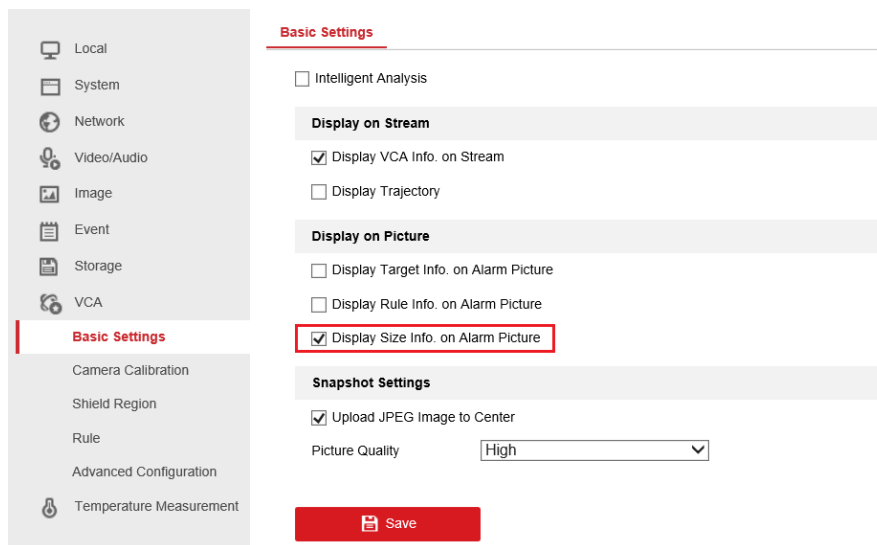 Local
System
Network
Video/Audio
Image
Event
Storage
VCA
Basic Settings
Camera Calibration
Shield Region
Rule
Advanced Configuration
Temperature Measurement
Basic Settings
Intelligent Analysis
Display on Stream
Display VCA Info. on Stream
Display Trajectory
Display on Picture
Display Target Info. on Alarm Picture
Display Rule Info. on Alarm Picture
Display Size Info. on Alarm Picture
Snapshot Settings
Upload JPEG Image to Center
Picture Quality High
Save